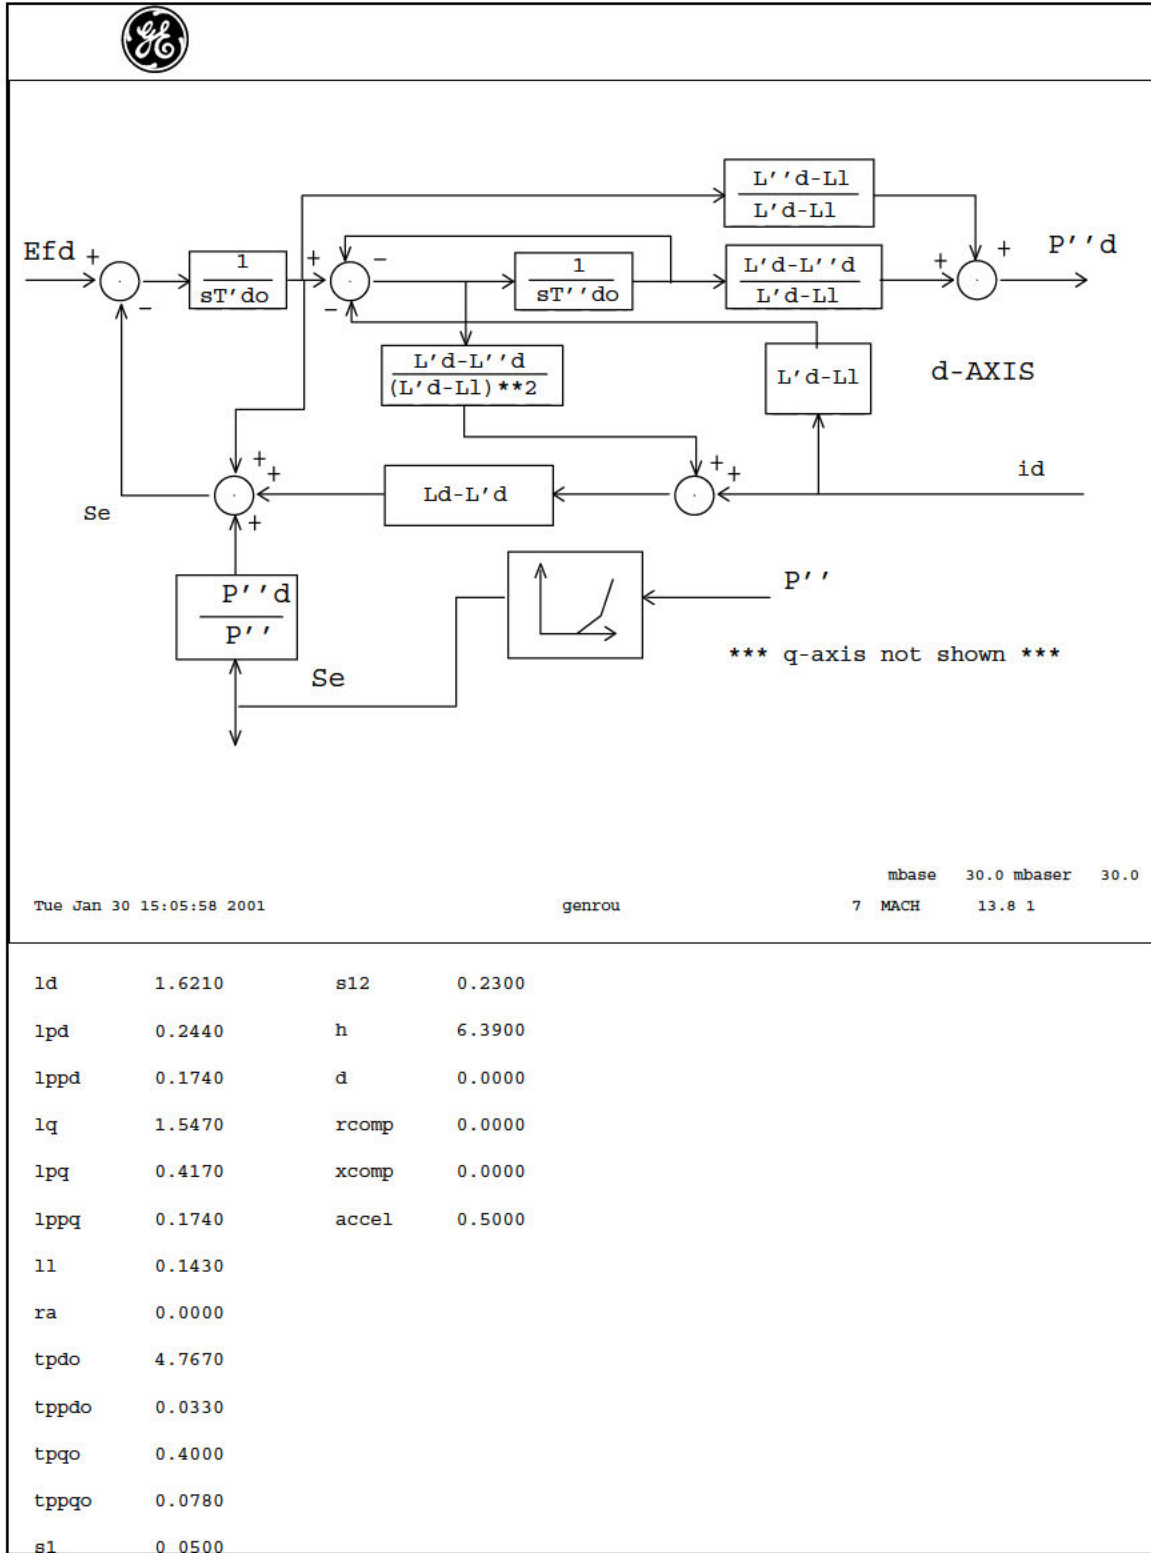 GE
L''d-Ll
L'd-Ll
Efd + 
1
sT'do
+
-
1
sT''do
L'd-L''d
L'd-Ll
+
+
P''d
-
-
L'd-L''d
(L'd-Ll)**2
L'd-Ll
d-AXIS
+
+
Ld-L'd
+
+
id
Se
+
P''d
P''
P''
Se
*** q-axis not shown ***
mbase 30.0 mbaser 30.0
Tue Jan 30 15:05:58 2001 genrou 7 MACH 13.8 1
ld 1.6210 s12 0.2300
lpd 0.2440 h 6.3900
lppd 0.1740 d 0.0000
lq 1.5470 rcomp 0.0000
lpq 0.4170 xcomp 0.0000
lppq 0.1740 accel 0.5000
ll 0.1430
ra 0.0000
tpdo 4.7670
tppdo 0.0330
tpqo 0.4000
tppqo 0.0780
s1 0.0500